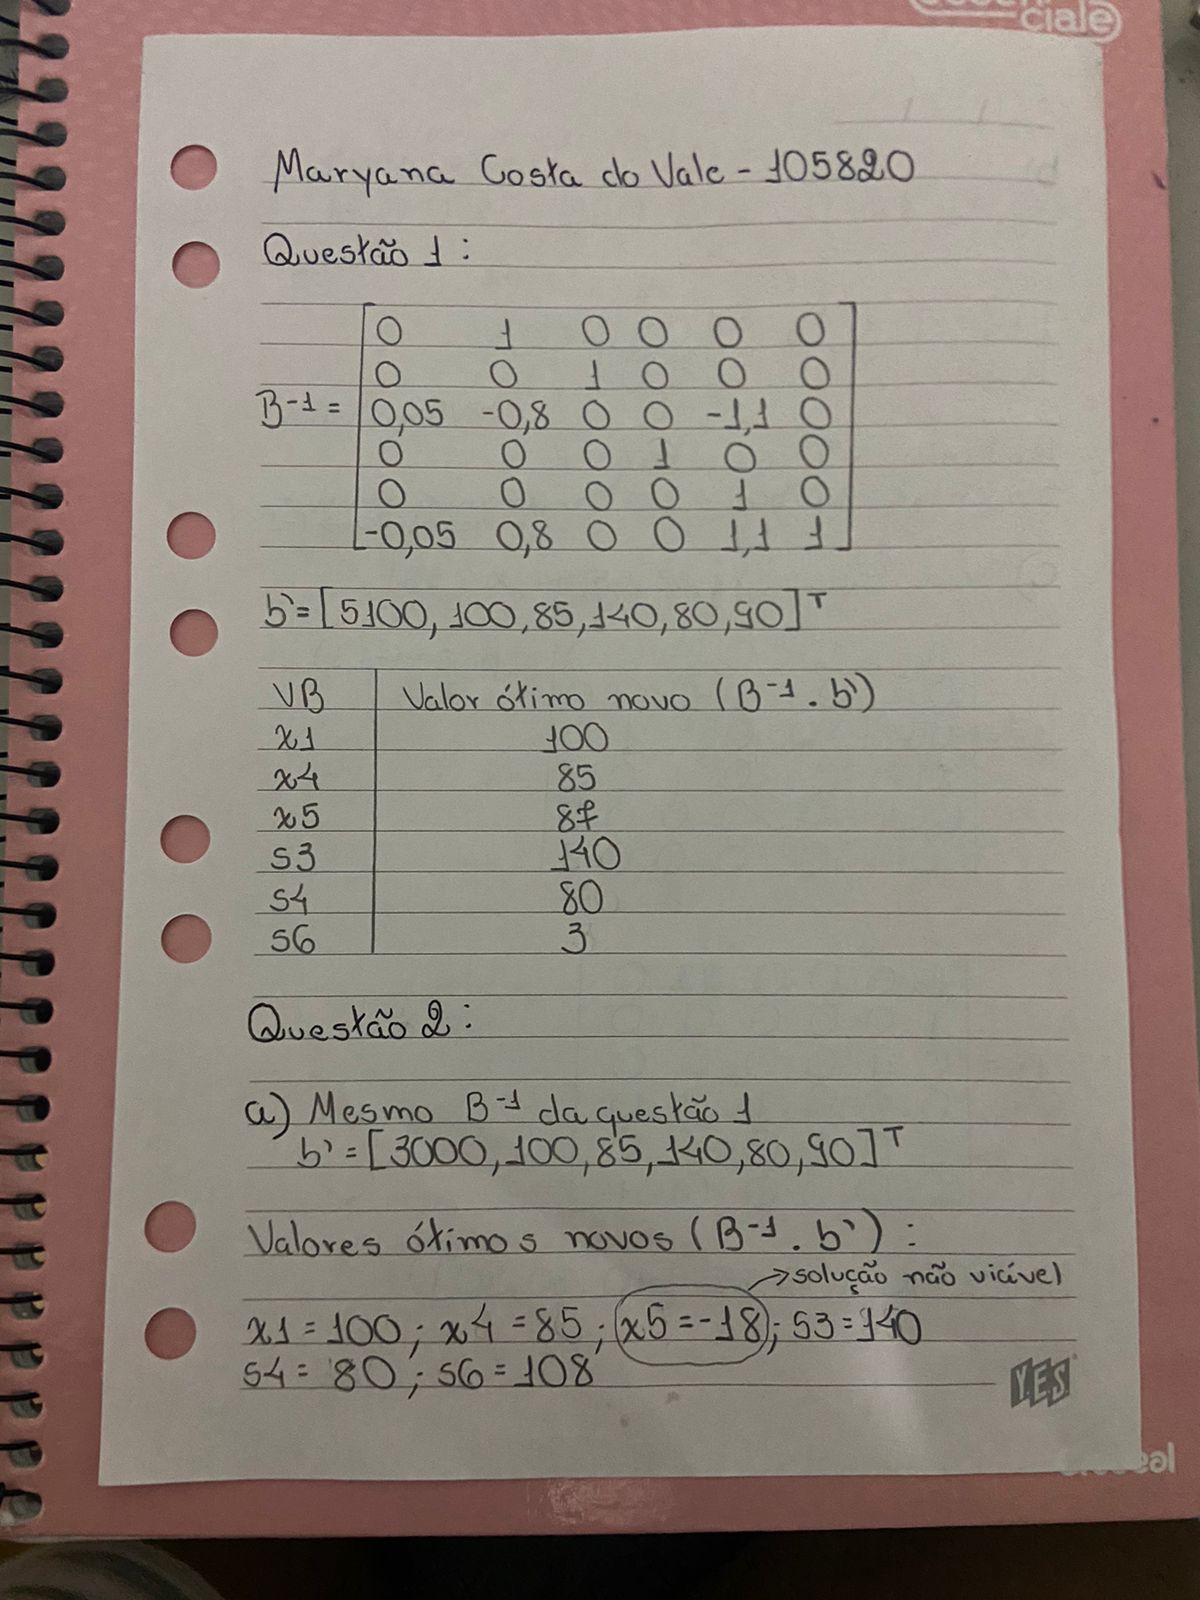 ciale
Maryana Costa do Vale - 105820
Questão 1:
B-1 = [0 1 0 0 0 0
0 0 1 0 0 0
0,05 -0,8 0 0 -1,1 0
0 0 0 1 0 0
0 0 0 0 1 0
-0,05 0,8 0 0 1,1 1]
b' = [5100, 100, 85, 140, 80, 90]T
VB Valor ótimo novo (B-1 . b')
x1 100
x4 85
x5 87
S3 140
S4 80
S6 3
Questão 2:
a) Mesmo B-1 da questão 1
b' = [3000, 100, 85, 140, 80, 90]T
Valores ótimos novos (B-1 . b') :
→ solução não viável
x1 = 100; x4 = 85; x5 = -18; S3 = 140
S4 = 80; S6 = 108
YES